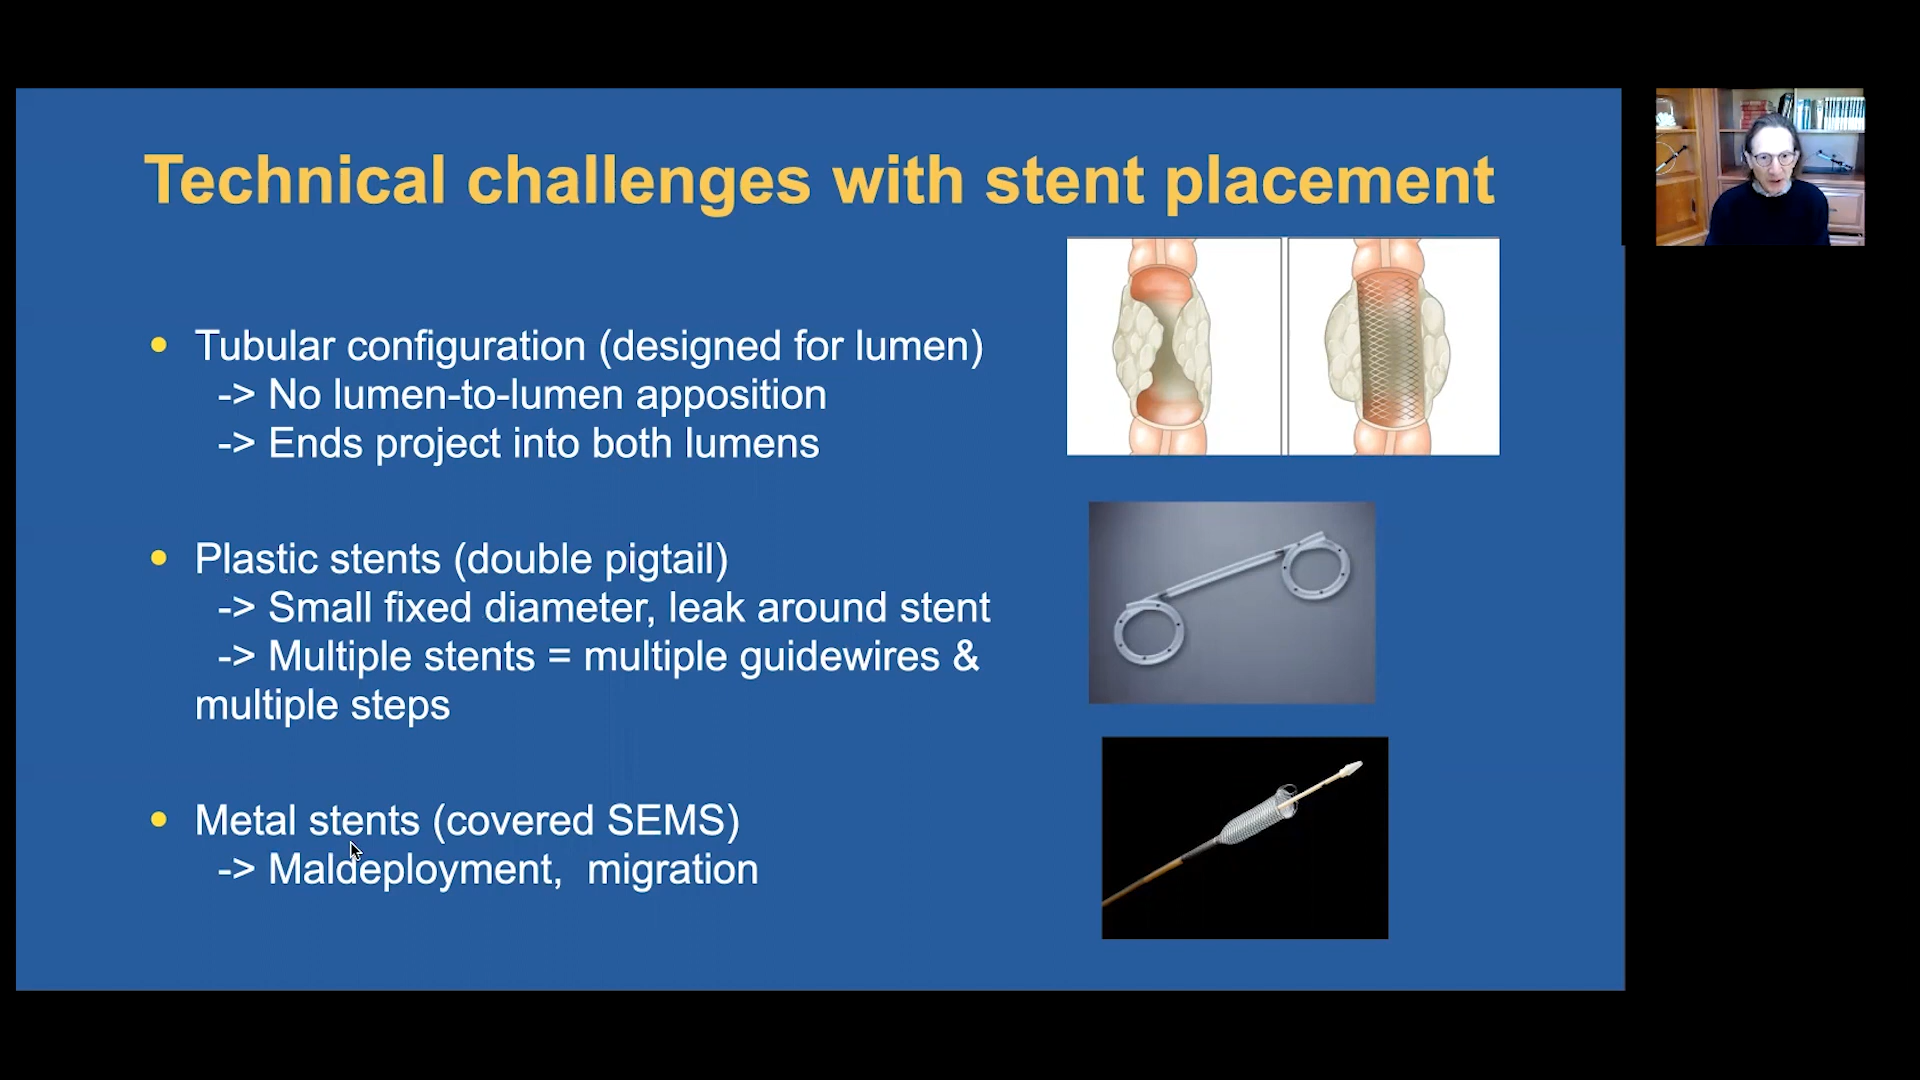 Technical challenges with stent placement
• Tubular configuration (designed for lumen)
-> No lumen-to-lumen apposition
-> Ends project into both lumens
• Plastic stents (double pigtail)
-> Small fixed diameter, leak around stent
-> Multiple stents = multiple guidewires &
multiple steps
• Metal stents (covered SEMS)
-> Maldeployment,  migration